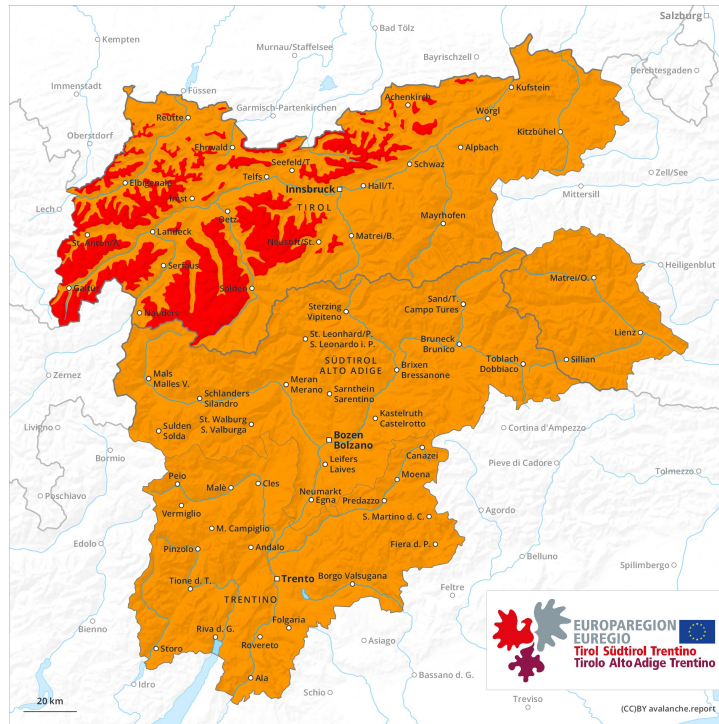 Salzburg
Kempten
Bad Tölz
Murnau/Staffelsee
Bayrischzell
Berchtesgaden
Immenstadt
Füssen
Achenkirch
Kufstein
Garmisch-Partenkirchen
Reutte
Wörgl
Oberstdorf
Ehrwald
Kitzbühel
Seefeld/T.
Alpbach
Schwaz
Zell/See
Telfs
Elbigenalp
Innsbruck
Hall/T.
Mittersill
Imst
TIROL
Lech
Oetz
Mayrhofen
Landeck
Matrei/B.
St. Anton/A.
Neustift/St.
Serfaus
Heiligenblut
Galtür
Sölden
Matrei/O.
Nauders
Sterzing
Vipiteno
Sand/T.
Campo Tures
Lienz
St. Leonhard/P.
S. Leonardo i. P.
Bruneck
Brunico
SÜDTIROL
ALTO ADIGE
Toblach
Dobbiaco
Sillian
Zernez
Mals
Malles V.
Meran
Merano
Brixen
Bressanone
Schlanders
Silandro
Sarnthein
Sarentino
Kastelruth
Castelrotto
St. Walburg
S. Valburga
Livigno
Sulden
Solda
Bozen
Bolzano
Cortina d'Ampezzo
Canazei
Bormio
Leifers
Laives
Pieve di Cadore
Tolmezzo
Peio
Moena
Malè
Cles
Neumarkt
Egna
Predazzo
Poschiavo
Vermiglio
Agordo
S. Martino d. C.
M. Campiglio
Edolo
Pinzolo
Andalo
Fiera d. P.
Belluno
Spilimbergo
Trento
Tione d. T.
Borgo Valsugana
Feltre
TRENTINO
Bienno
Folgaria
Riva d. G.
Rovereto
Asiago
Storo
Bassano d. G.
Ala
Idro
Schio
Treviso
EUROPAREGION
EUREGIO
Tirol Südtirol Trentino
Tirolo Alto Adige Trentino
20 km
(CC)BY avalanche.report